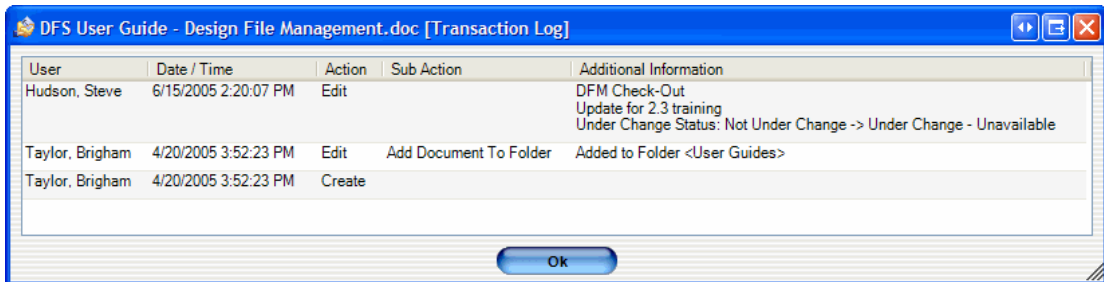 DFS User Guide - Design File Management.doc [Transaction Log]
User Date / Time Action Sub Action Additional Information
Hudson, Steve 6/15/2005 2:20:07 PM Edit DFM Check-Out
Update for 2.3 training
Under Change Status: Not Under Change -> Under Change - Unavailable
Taylor, Brigham 4/20/2005 3:52:23 PM Edit Add Document To Folder Added to Folder <User Guides>
Taylor, Brigham 4/20/2005 3:52:23 PM Create
Ok